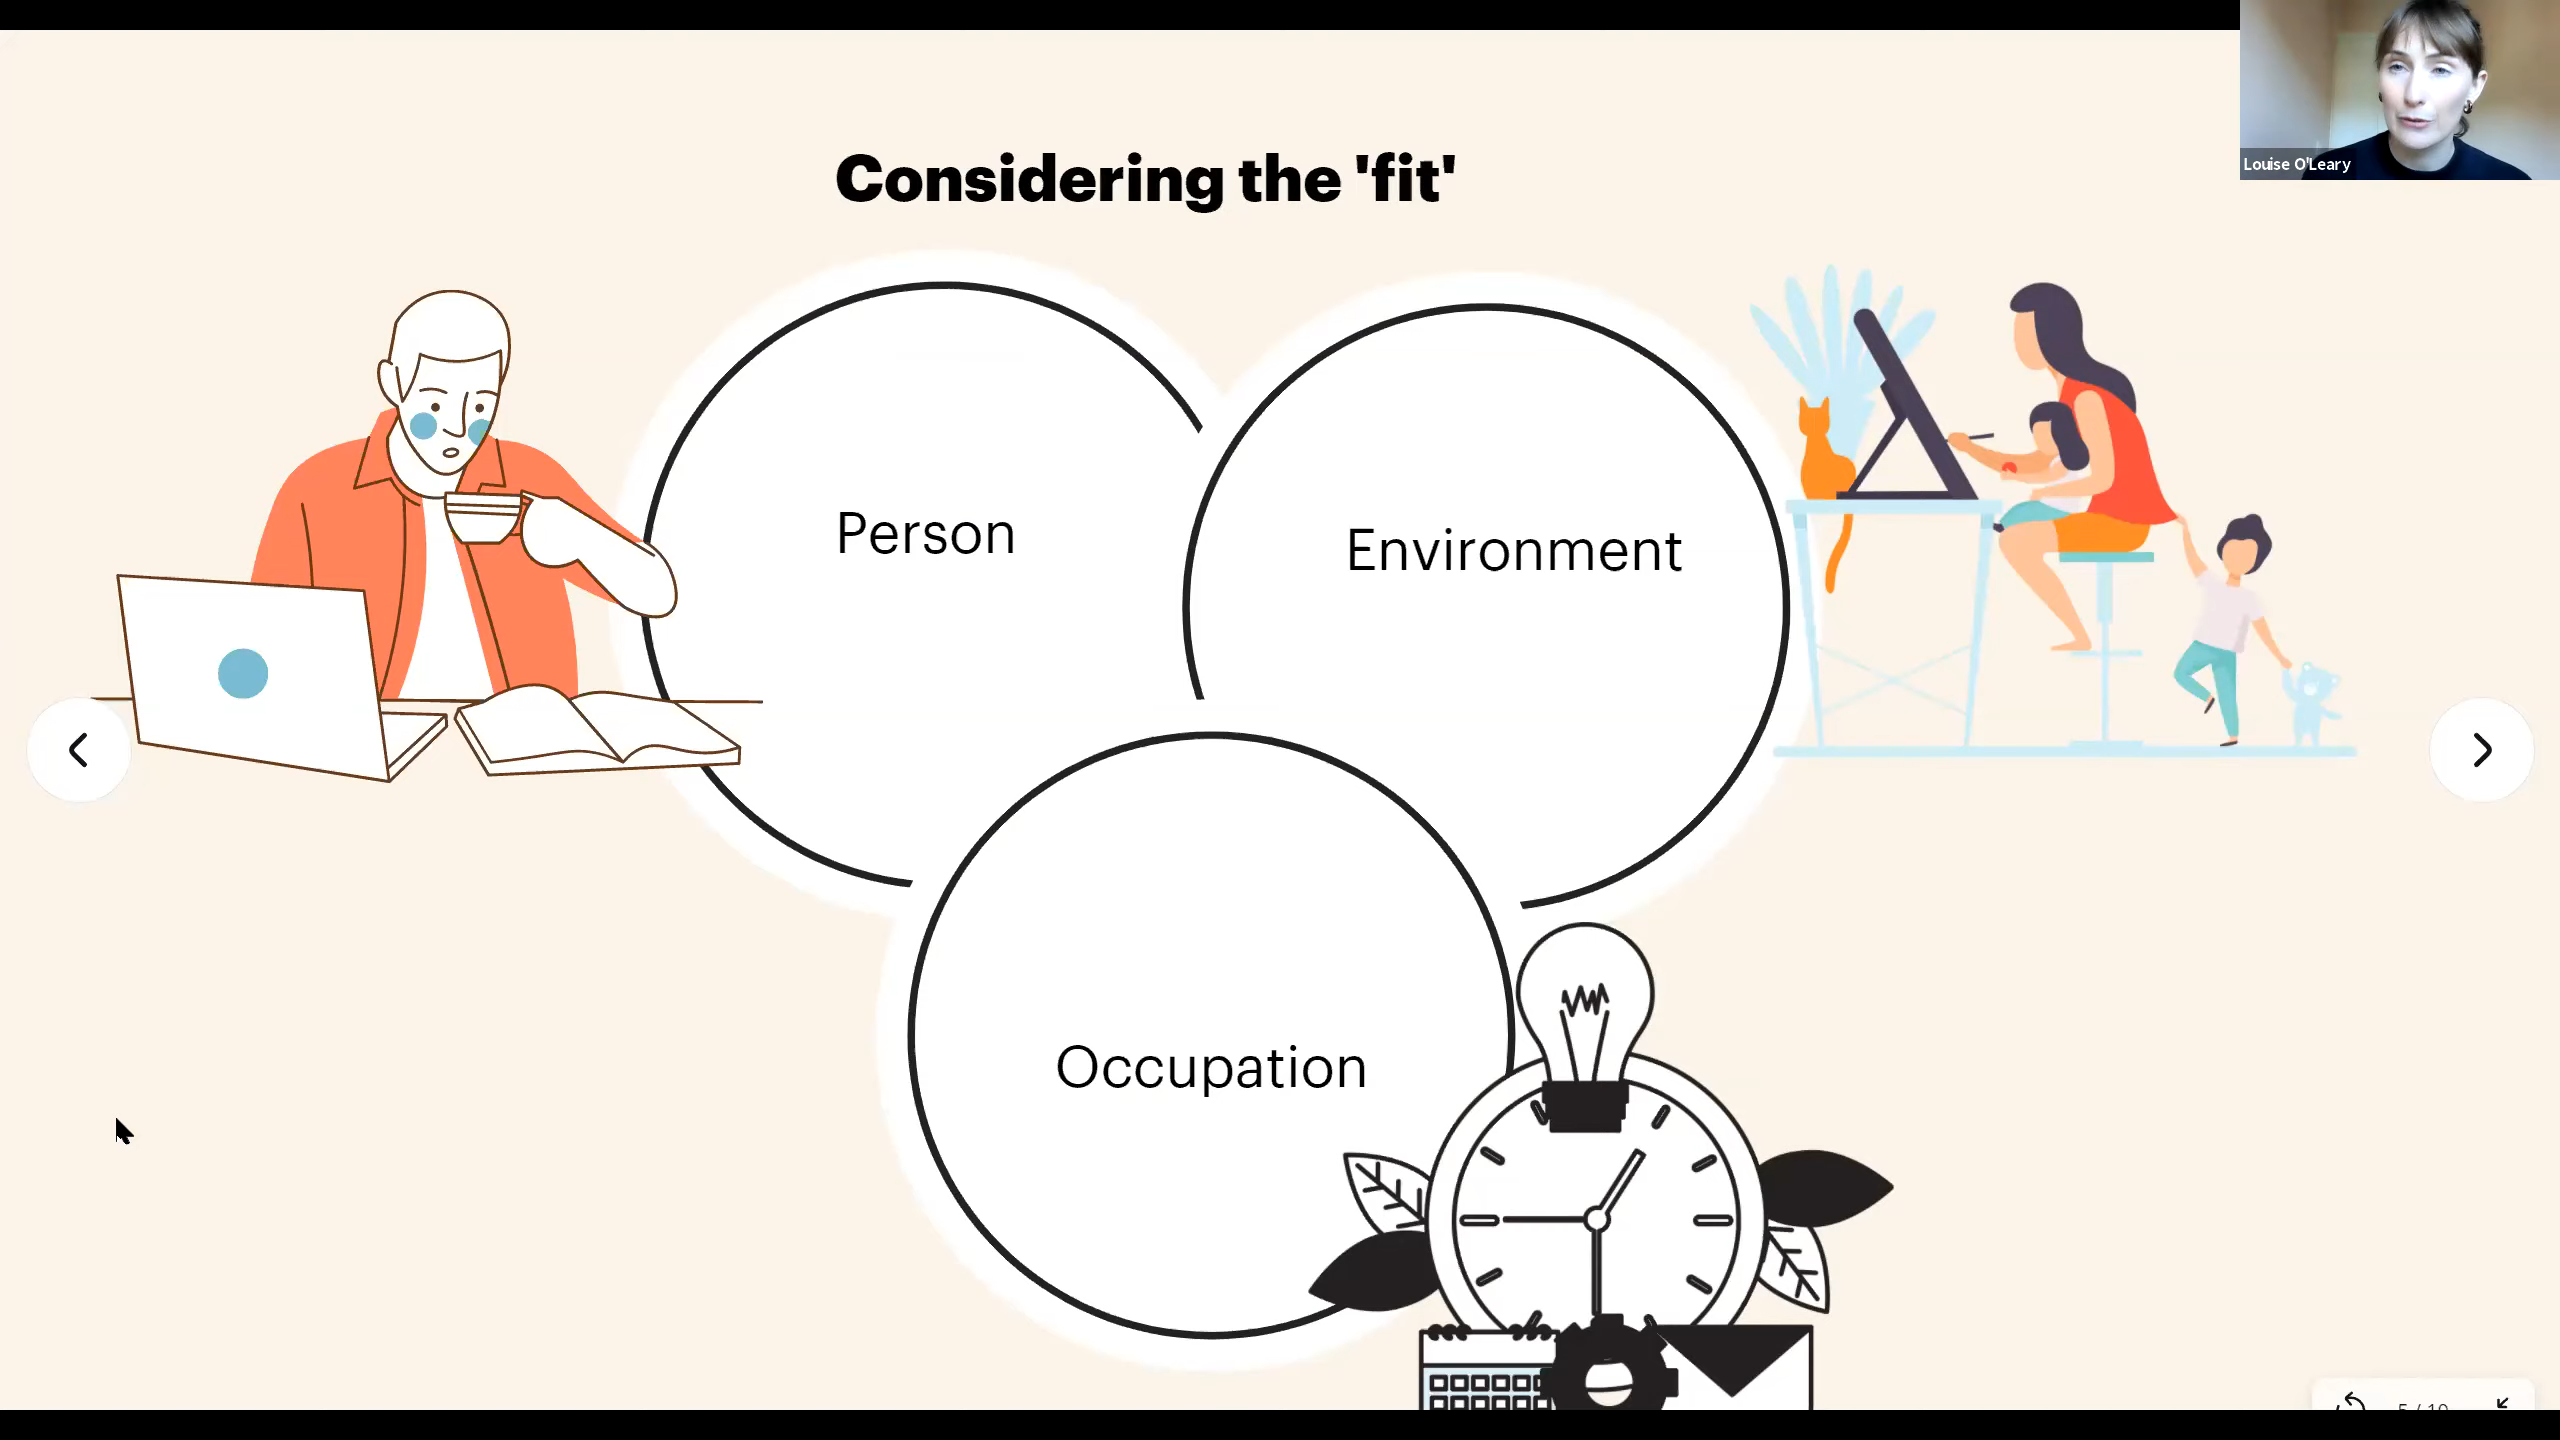 Considering the 'fit'
Louise O'Leary
Person
Environment
Occupation